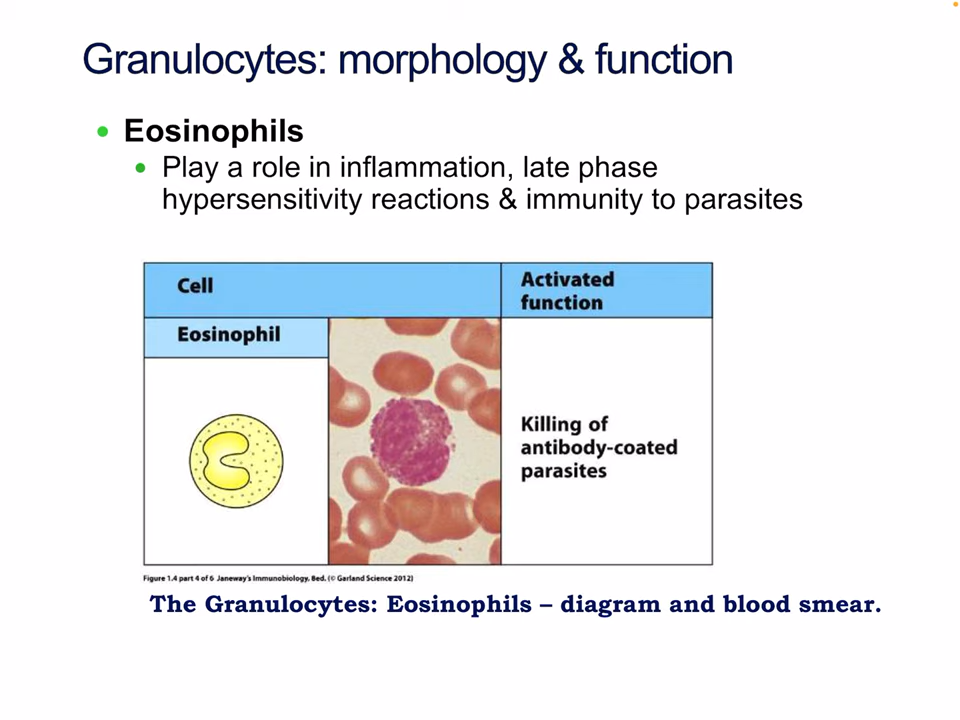 Granulocytes: morphology & function
Eosinophils
Play a role in inflammation, late phase
hypersensitivity reactions & immunity to parasites
Cell
Activated
function
Eosinophil
Killing of
antibody-coated
parasites
Figure 1.4 part 4 of 6 Janeway's Immunobiology, 8ed. (© Garland Science 2012)
The Granulocytes: Eosinophils – diagram and blood smear.